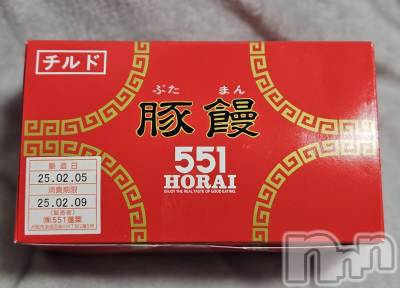 チルド
ぶた まん
豚饅
551
HORAI
ENJOY THE REAL TASTE OF GOOD EATING.
製造日
25.02.05
消費期限
25.02.09
(製造者)
㈱551蓬莱